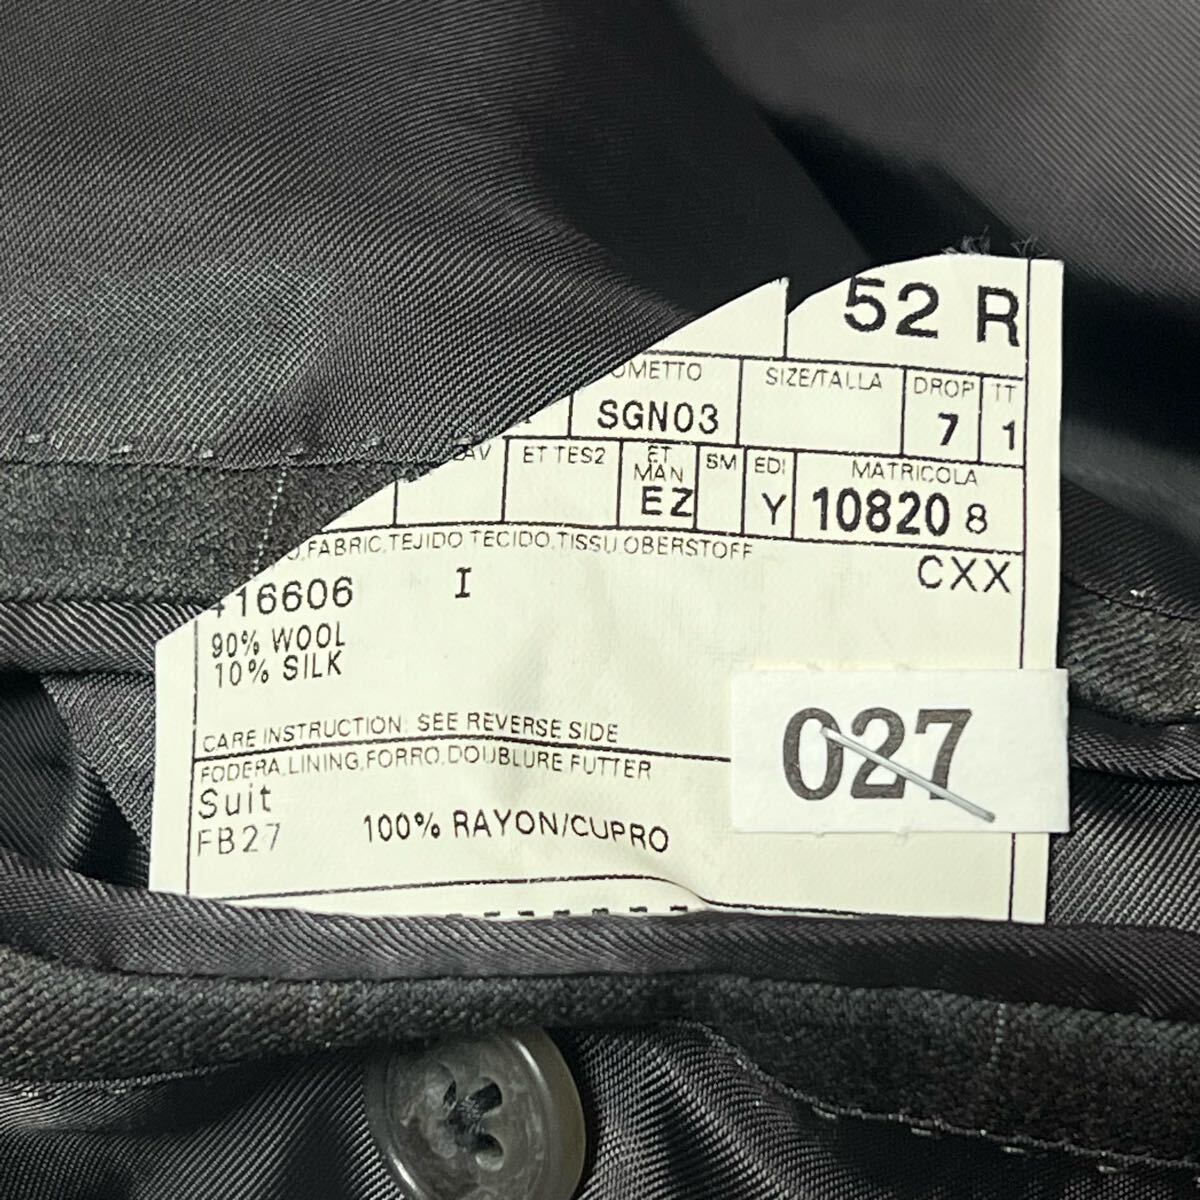 52 R
SIZE/TALLA DROP TT
SGN03 7 1
ET TES2 ET MAN SM EDI MATRICOLA
EZ Y 10820 8
FABRIC,TEJIDO TECIDO,TISSU,OBERSTOFF
16606 I CXX
90% WOOL
10% SILK
CARE INSTRUCTION: SEE REVERSE SIDE
027
FODERA,LINING,FORRO,DOUBLURE FUTTER
Suit
FB27 100% RAYON/CUPRO